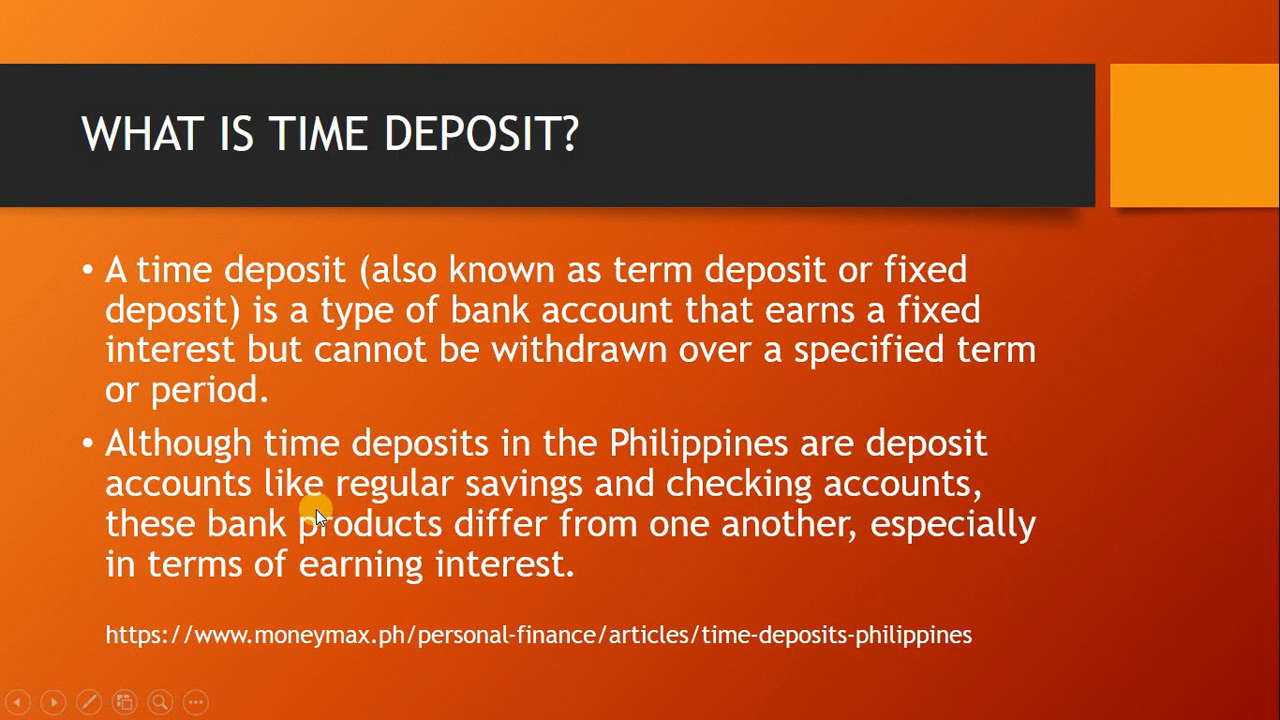 WHAT IS TIME DEPOSIT?
• A time deposit (also known as term deposit or fixed
deposit) is a type of bank account that earns a fixed
interest but cannot be withdrawn over a specified term
or period.
• Although time deposits in the Philippines are deposit
accounts like regular savings and checking accounts,
these bank products differ from one another, especially
in terms of earning interest.
https://www.moneymax.ph/personal-finance/articles/time-deposits-philippines